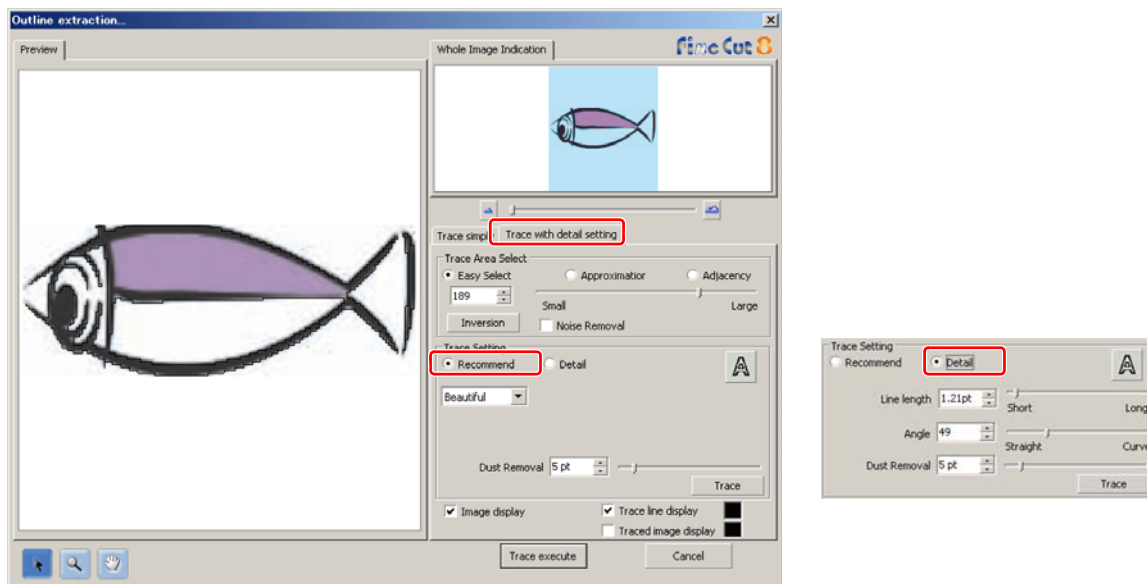 Outline extraction...
Preview
Whole Image Indication
Fine Cut 8
Trace simpl
Trace with detail setting
Trace Area Select
Easy Select
Approximatior
Adjacency
189
Small
Large
Inversion
Noise Removal
Trace Setting
Recommend
Detail
A
Beautiful
Dust Removal
5 pt
Trace
Image display
Trace line display
Traced image display
Trace execute
Cancel
Trace Setting
Recommend
Detail
A
Line length
1.21pt
Short
Long
Angle
49
Straight
Curve
Dust Removal
5 pt
Trace